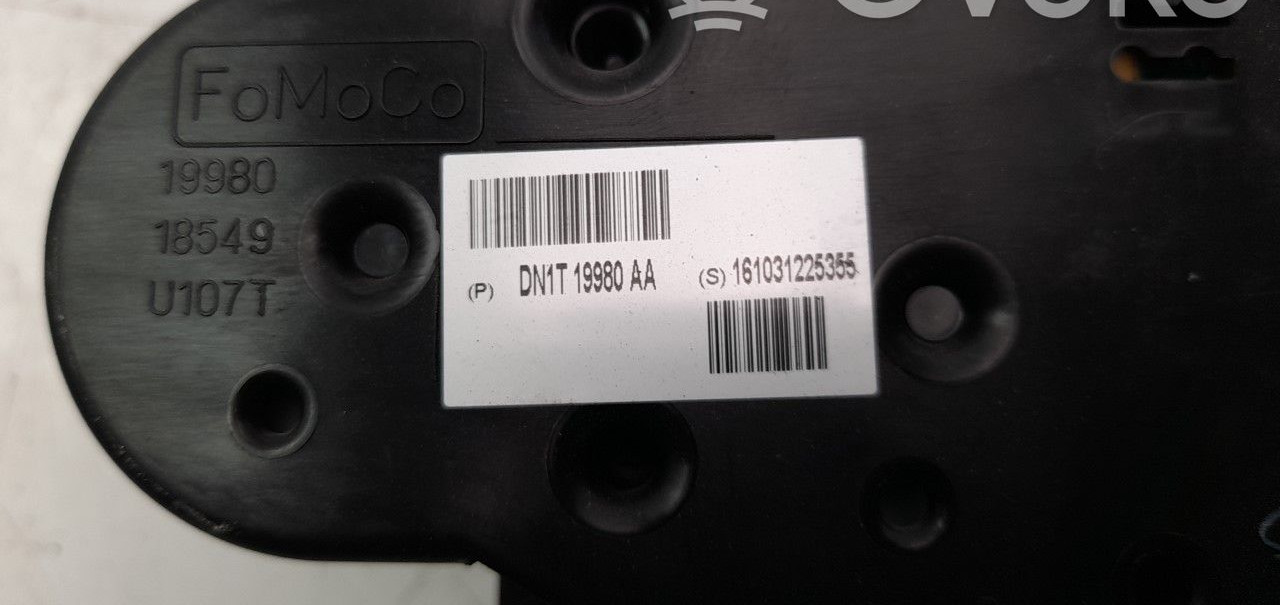 FoMoCo
19980
18549
U107T
(P) DN1T 19980 AA (S) 161031225355